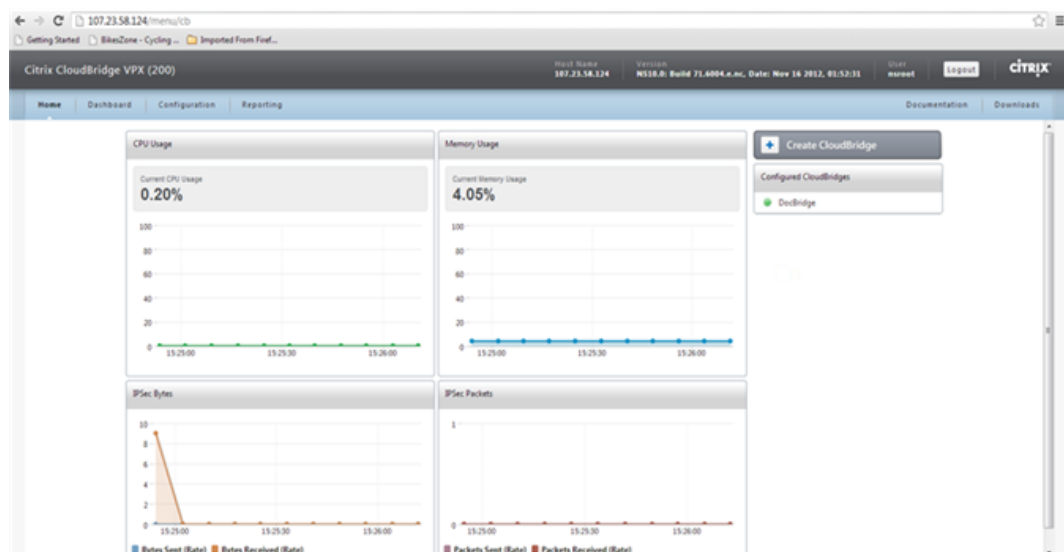 107.23.58.124/menu/cb
Getting Started BikesZone - Cycling ... Imported From Firef...
Citrix CloudBridge VPX (200)
Host Name
107.23.58.124
Version
NS10.0: Build 71.6004.e.nc, Date: Nov 16 2012, 01:52:31
User
nsroot
Logout
CİTRIX
Home Dashboard Configuration Reporting Documentation Downloads
CPU Usage
Current CPU Usage
0.20%
100
80
60
40
20
0
15:25:00 15:25:30 15:26:00
Memory Usage
Current Memory Usage
4.05%
100
80
60
40
20
0
15:25:00 15:25:30 15:26:00
Create CloudBridge
Configured CloudBridges
DocBridge
IPSec Bytes
10
8
6
4
2
0
15:25:00 15:25:30 15:26:00
Bytes Sent (Rate) Bytes Received (Rate)
IPSec Packets
1
0
15:25:00 15:25:30 15:26:00
Packets Sent (Rate) Packets Received (Rate)